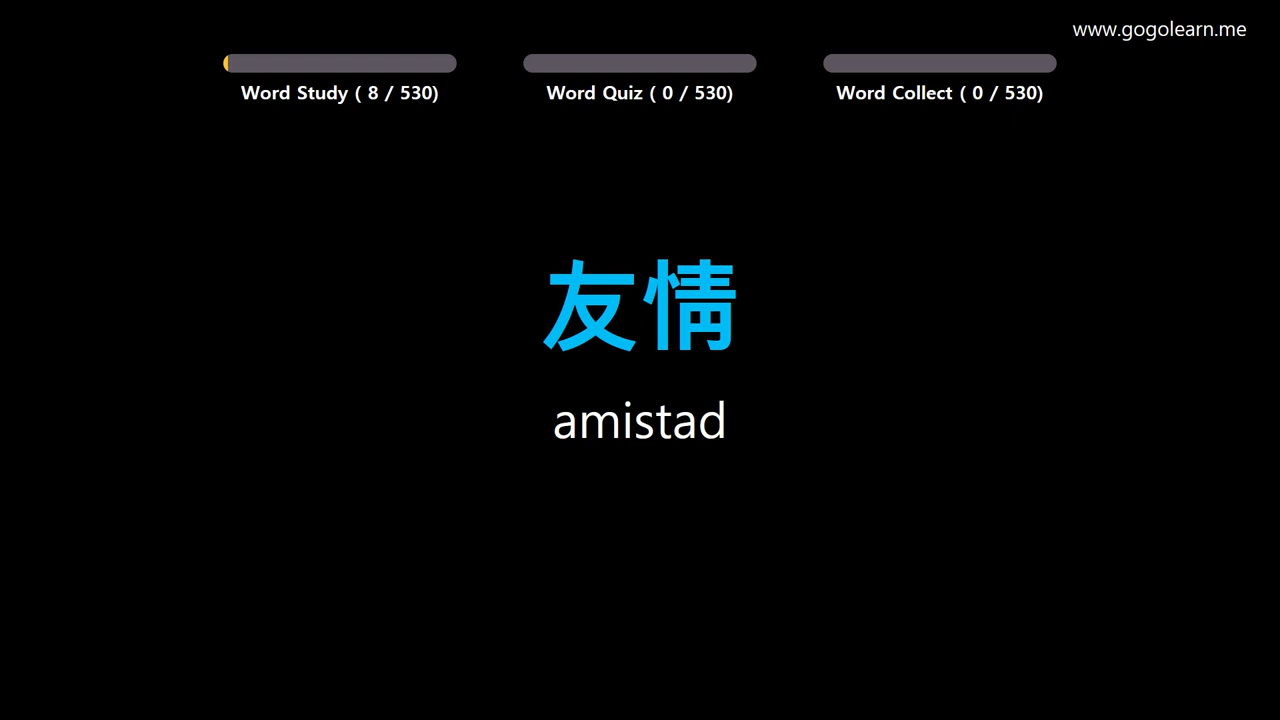 www.gogolearn.me
Word Study ( 8 / 530)
Word Quiz ( 0 / 530)
Word Collect ( 0 / 530)
友情
amistad